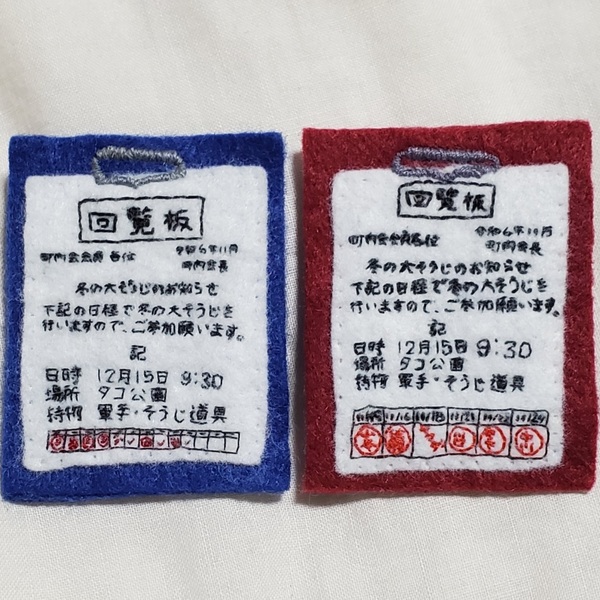 回覧板
町内会会員各位
令和6年11月
町内会長
冬の大そうじのお知らせ
下記の日程で冬の大そうじを
行いますので、ご参加願います。
記
日時 12月15日 9:30
場所 タコ公園
持物 軍手・そうじ道具
回覧板
町内会会員各位
令和6年
町内会長
冬の大そうじのお知らせ
下記の日程で冬の大そうじを
行いますので、ご参加願います。
記
日時 12月15日 9:30
場所 タコ公園
持物 軍手・そうじ道具